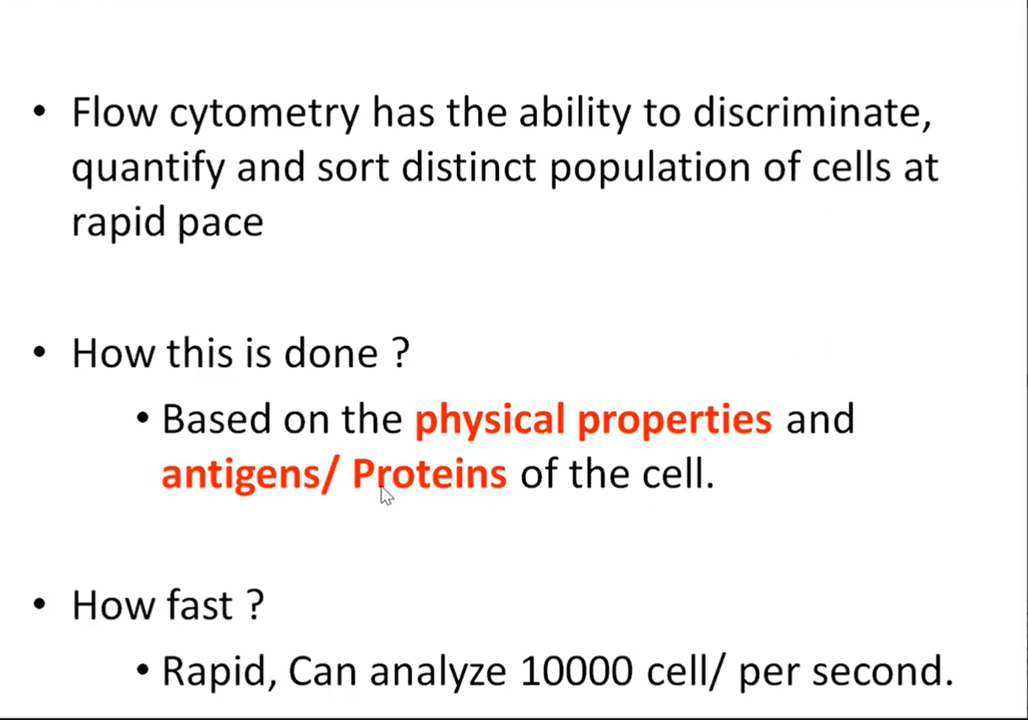 • Flow cytometry has the ability to discriminate,
quantify and sort distinct population of cells at
rapid pace
• How this is done ?
• Based on the physical properties and
antigens/ Proteins of the cell.
• How fast ?
• Rapid, Can analyze 10000 cell/ per second.